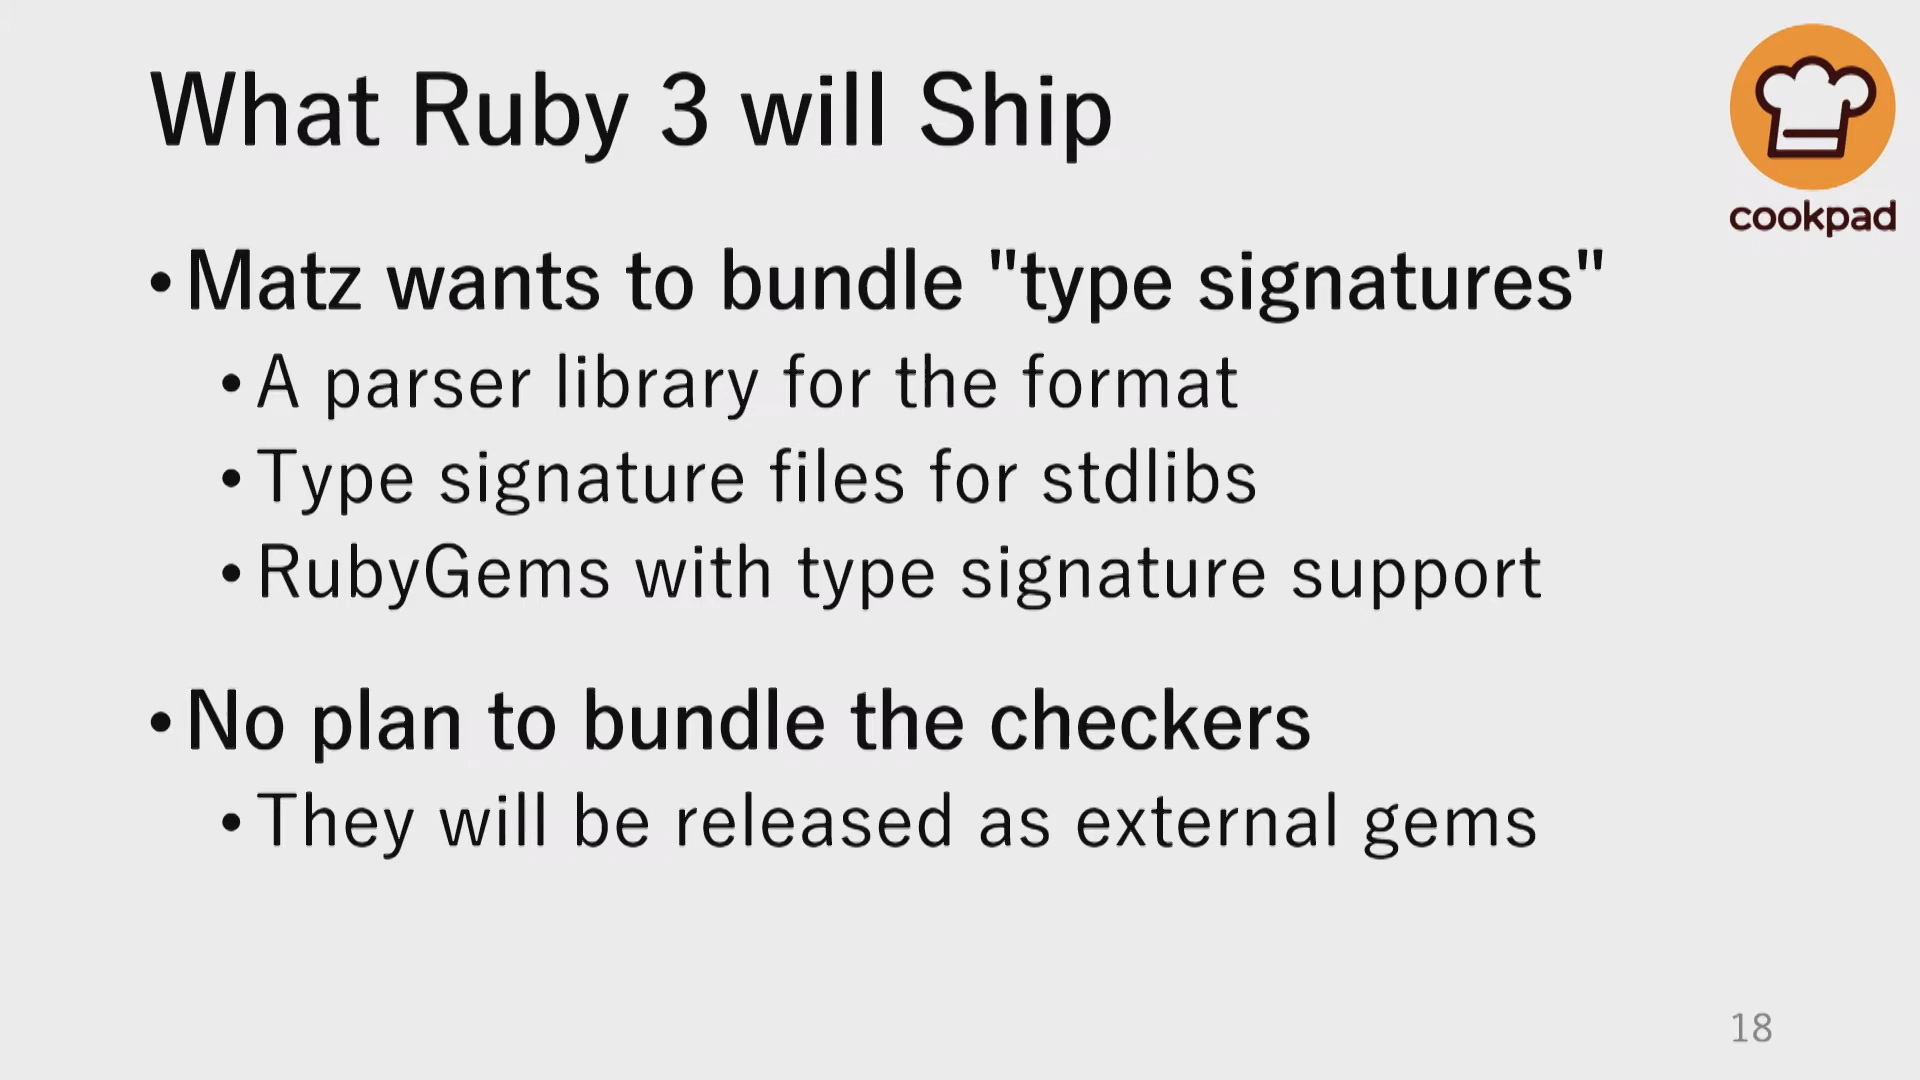 What Ruby 3 will Ship
cookpad
• Matz wants to bundle "type signatures"
• A parser library for the format
• Type signature files for stdlibs
• RubyGems with type signature support
• No plan to bundle the checkers
• They will be released as external gems
18